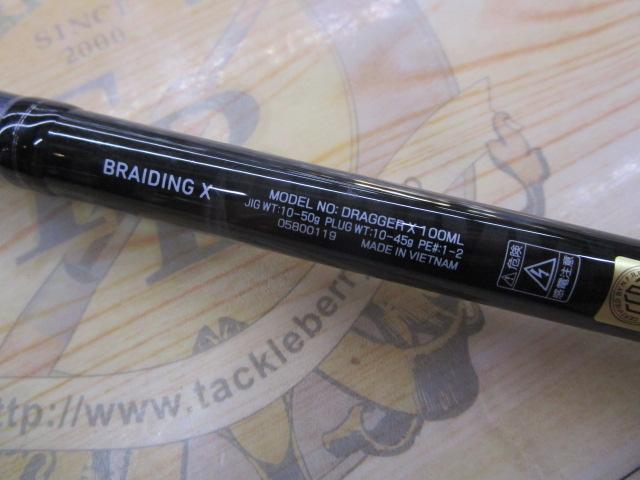 SINCE
2000
BRAIDING X
MODEL NO: DRAGGER X 100ML
JIG WT:10-50g PLUG WT:10-45g PE#:1-2
05800119 MADE IN VIETNAM
危険
感電注意
http://www.tackleberry